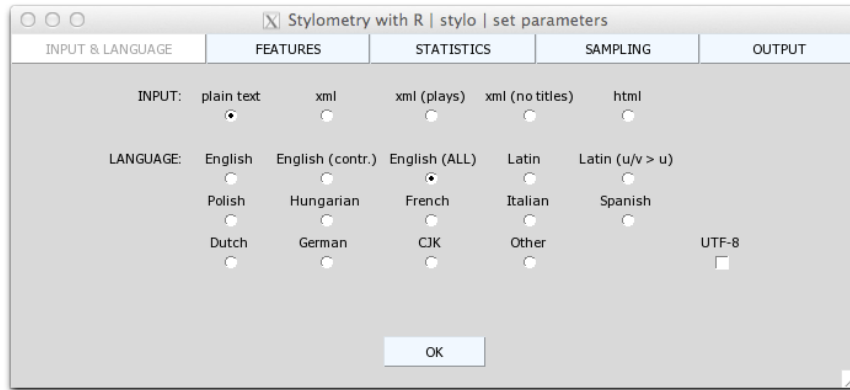 Stylometry with R | stylo | set parameters
INPUT & LANGUAGE FEATURES STATISTICS SAMPLING OUTPUT
INPUT: plain text xml xml (plays) xml (no titles) html
LANGUAGE: English English (contr.) English (ALL) Latin Latin (u/v > u)
Polish Hungarian French Italian Spanish
Dutch German CJK Other UTF-8
OK